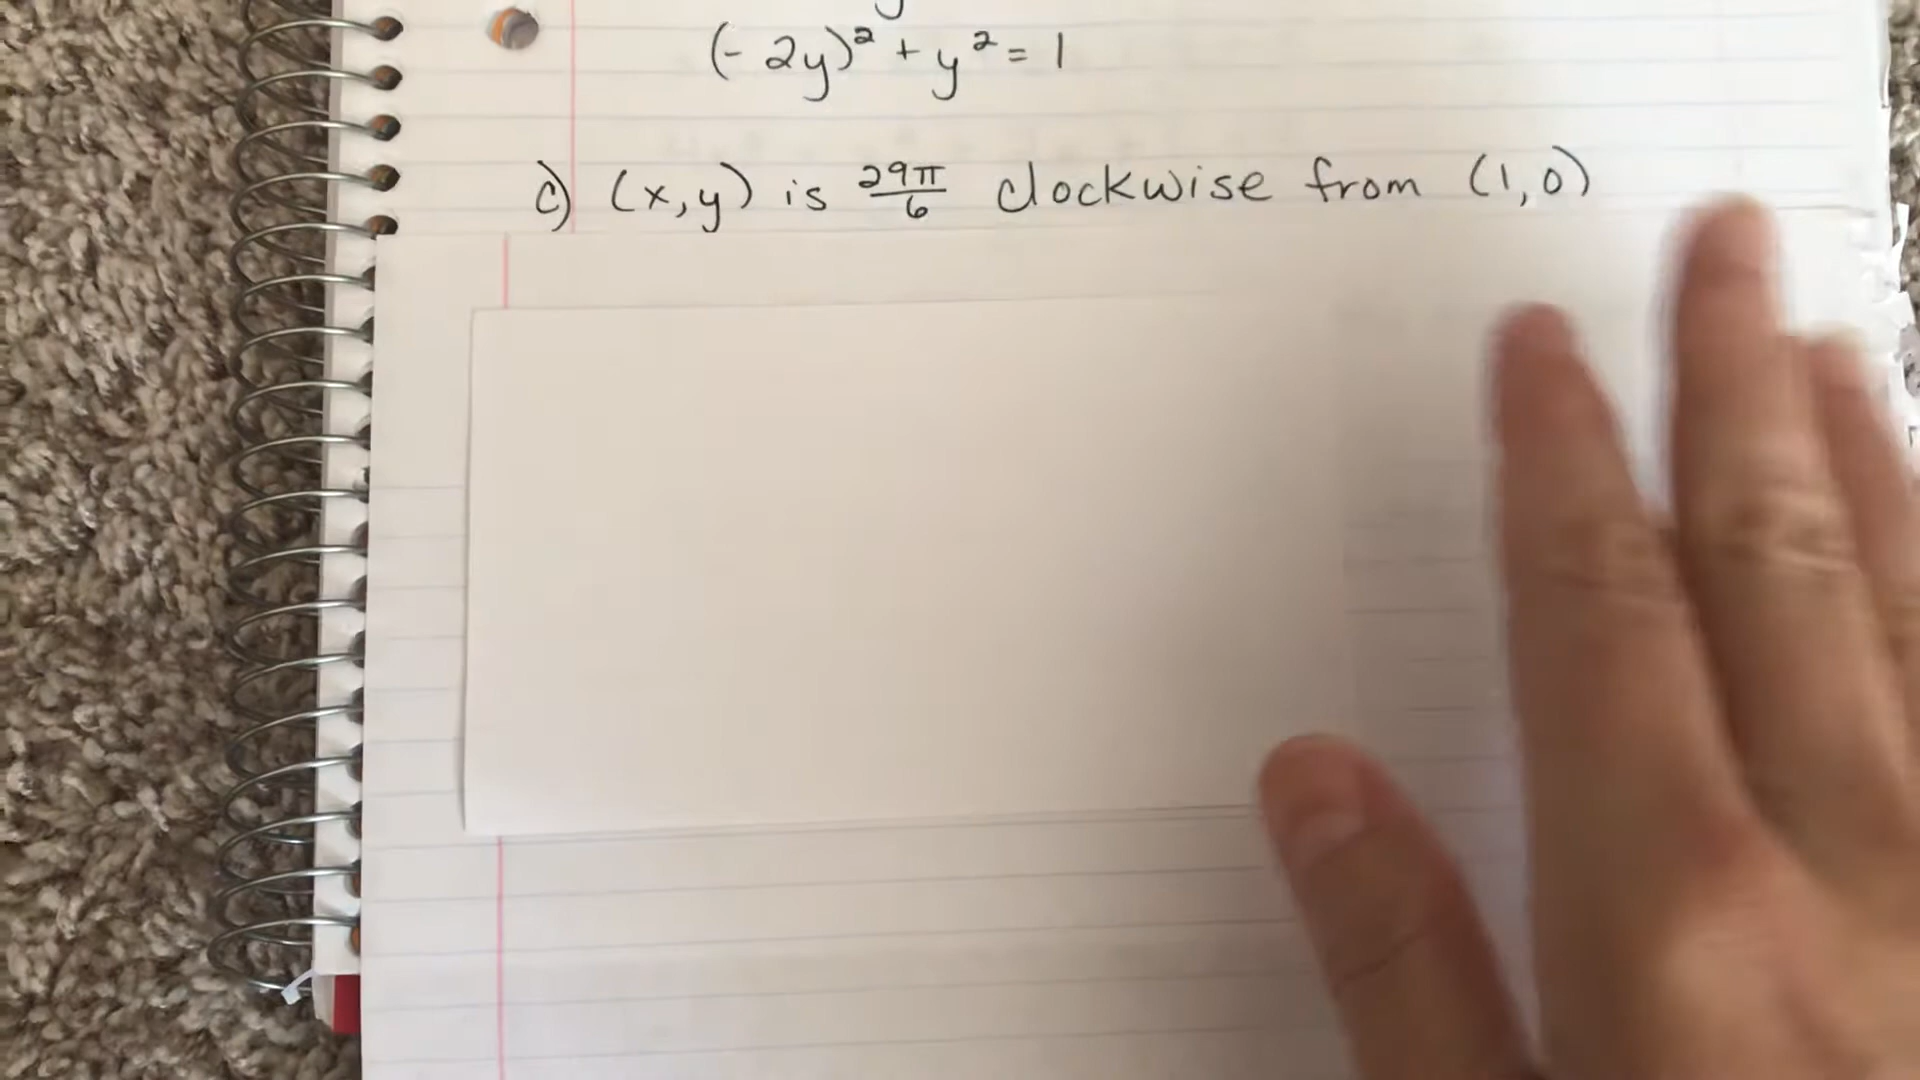 (-2y)² + y² = 1
c) (x,y) is 29π/6 clockwise from (1,0)